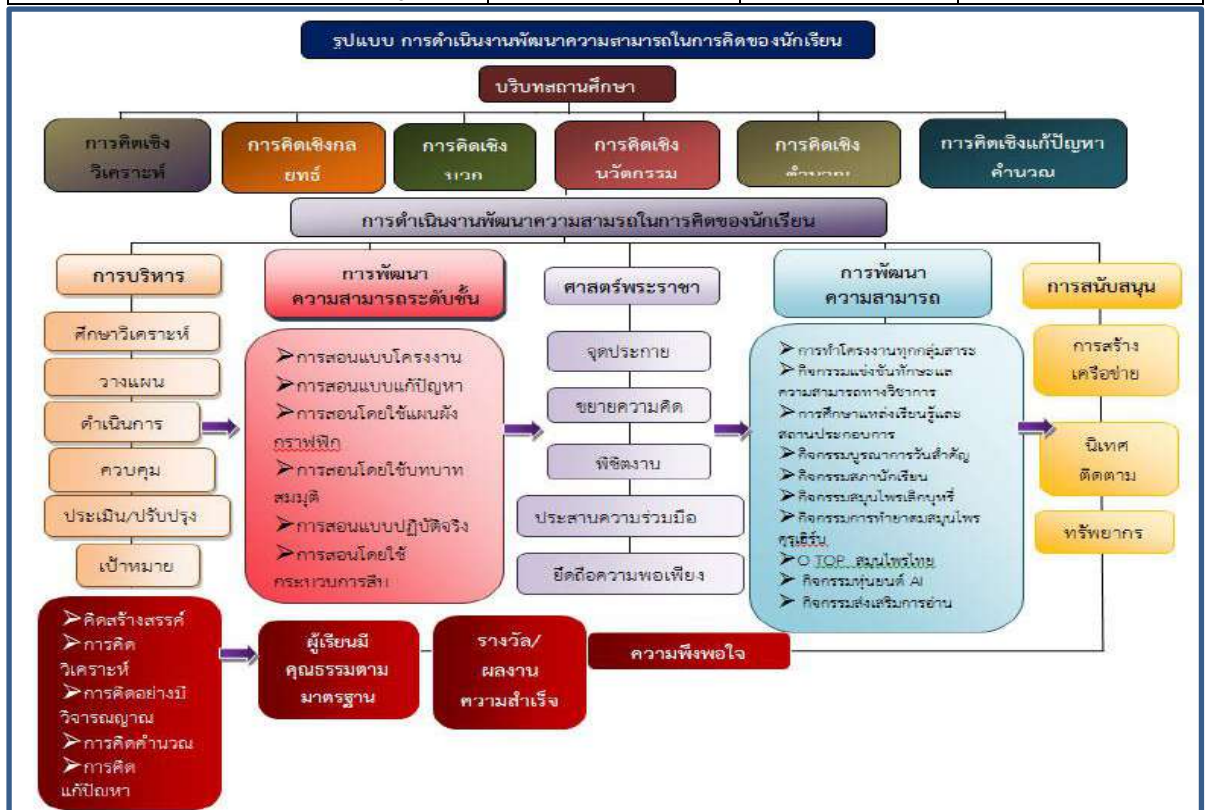 รูปแบบ การดำเนินงานพัฒนาความสามารถในการคิดของนักเรียน
บริบทสถานศึกษา
การคิดเชิง
วิเคราะห์
การคิดเชิงกล
ยุทธ์
การคิดเชิง
บวก
การคิดเชิง
นวัตกรรม
การคิดเชิง
คำนวณ
การคิดเชิงแก้ปัญหา
คำนวณ
การดำเนินงานพัฒนาความสามรถในการคิดของนักเรียน
การบริหาร
ศึกษาวิเคราะห์
วางแผน
ดำเนินการ
ควบคุม
ประเมิน/ปรับปรุง
เป้าหมาย
การพัฒนา
ความสามารถระดับชั้น
➢การสอนแบบโครงงาน
➢การสอนแบบแก้ปัญหา
➢การสอนโดยใช้แผนผัง
กราฟฟิก
➢การสอนโดยใช้บทบาท
สมมุติ
➢การสอนแบบปฏิบัติจริง
➢การสอนโดยใช้
กระบวนการสืบ
ศาสตร์พระราชา
จุดประกาย
ขยายความคิด
พิชิตงาน
ประสานความร่วมมือ
ยึดถือความพอเพียง
การพัฒนา
ความสามารถ
➢การทำโครงงานทุกกลุ่มสาระ
➢กิจกรรมแข่งขันทักษะแล
ความสามารถทางวิชาการ
➢การศึกษาแหล่งเรียนรู้และ
สถานประกอบการ
➢กิจกรรมบูรณาการวันสำคัญ
➢กิจกรรมสภานักเรียน
➢กิจกรรมสมุนไพรเลิกบุหรี่
➢กิจกรรมการทำยาดมสมุนไพร
คูรเฮิร์บ
➢O TOP สมุนไพรไทย
➢ กิจกรรมหุ่นยนต์ AI
➢ กิจกรรมส่งเสริมการอ่าน
การสนับสนุน
การสร้าง
เครือข่าย
นิเทศ
ติดตาม
ทรัพยากร
➢คิดสร้างสรรค์
➢การคิด
วิเคราะห์
➢การคิดอย่างมี
วิจารณญาณ
➢การคิดคำนวณ
➢การคิด
แก้ปัญหา
ผู้เรียนมี
คุณธรรมตาม
มาตรฐาน
รางวัล/
ผลงาน
ความสำเร็จ
ความพึงพอใจ